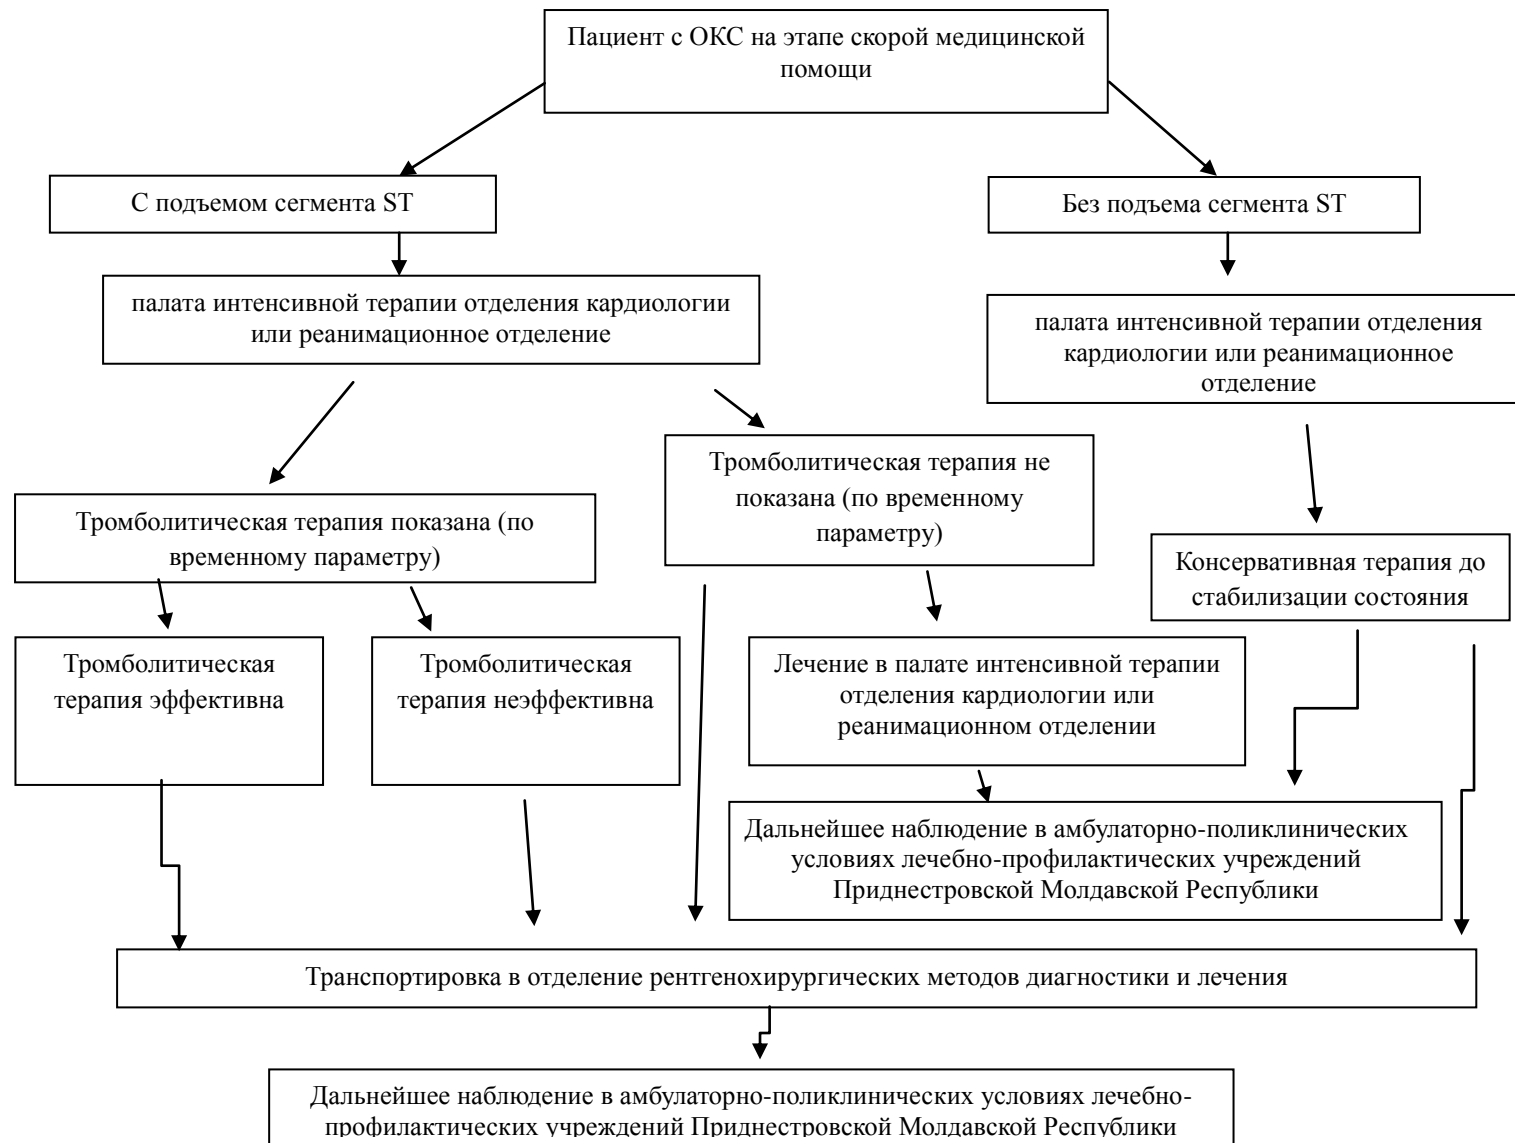 Пациент с ОКС на этапе скорой медицинской
помощи
С подъемом сегмента ST
Без подъема сегмента ST
палата интенсивной терапии отделения кардиологии
или реанимационное отделение
палата интенсивной терапии отделения
кардиологии или реанимационное
отделение
Тромболитическая терапия не
показана (по временному
параметру)
Тромболитическая терапия показана (по
временному параметру)
Консервативная терапия до
стабилизации состояния
Тромболитическая
терапия эффективна
Тромболитическая
терапия неэффективна
Лечение в палате интенсивной терапии
отделения кардиологии или
реанимационном отделении
Дальнейшее наблюдение в амбулаторно-поликлинических
условиях лечебно-профилактических учреждений
Приднестровской Молдавской Республики
Транспортировка в отделение рентгенохирургических методов диагностики и лечения
Дальнейшее наблюдение в амбулаторно-поликлинических условиях лечебно-
профилактических учреждений Приднестровской Молдавской Республики